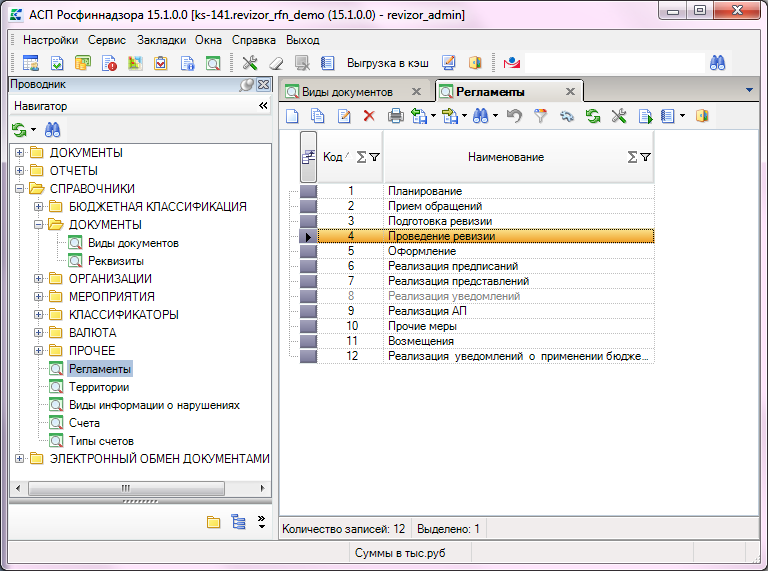 АСП Росфиннадзора 15.1.0.0 [ks-141.revizor_rfn_demo (15.1.0.0) - revizor_admin]
Настройки Сервис Закладки Окна Справка Выход
Выгрузка в кэш
Проводник
Навигатор
ДОКУМЕНТЫ
ОТЧЕТЫ
СПРАВОЧНИКИ
БЮДЖЕТНАЯ КЛАССИФИКАЦИЯ
ДОКУМЕНТЫ
Виды документов
Реквизиты
ОРГАНИЗАЦИИ
МЕРОПРИЯТИЯ
КЛАССИФИКАТОРЫ
ВАЛЮТА
ПРОЧЕЕ
Регламенты
Территории
Виды информации о нарушениях
Счета
Типы счетов
ЭЛЕКТРОННЫЙ ОБМЕН ДОКУМЕНТАМИ
Виды документов Регламенты
Код Наименование
1 Планирование
2 Прием обращений
3 Подготовка ревизии
4 Проведение ревизии
5 Оформление
6 Реализация предписаний
7 Реализация представлений
8 Реализация уведомлений
9 Реализация АП
10 Прочие меры
11 Возмещения
12 Реализация уведомлений о применении бюдже...
Количество записей: 12 Выделено: 1
Суммы в тыс.руб